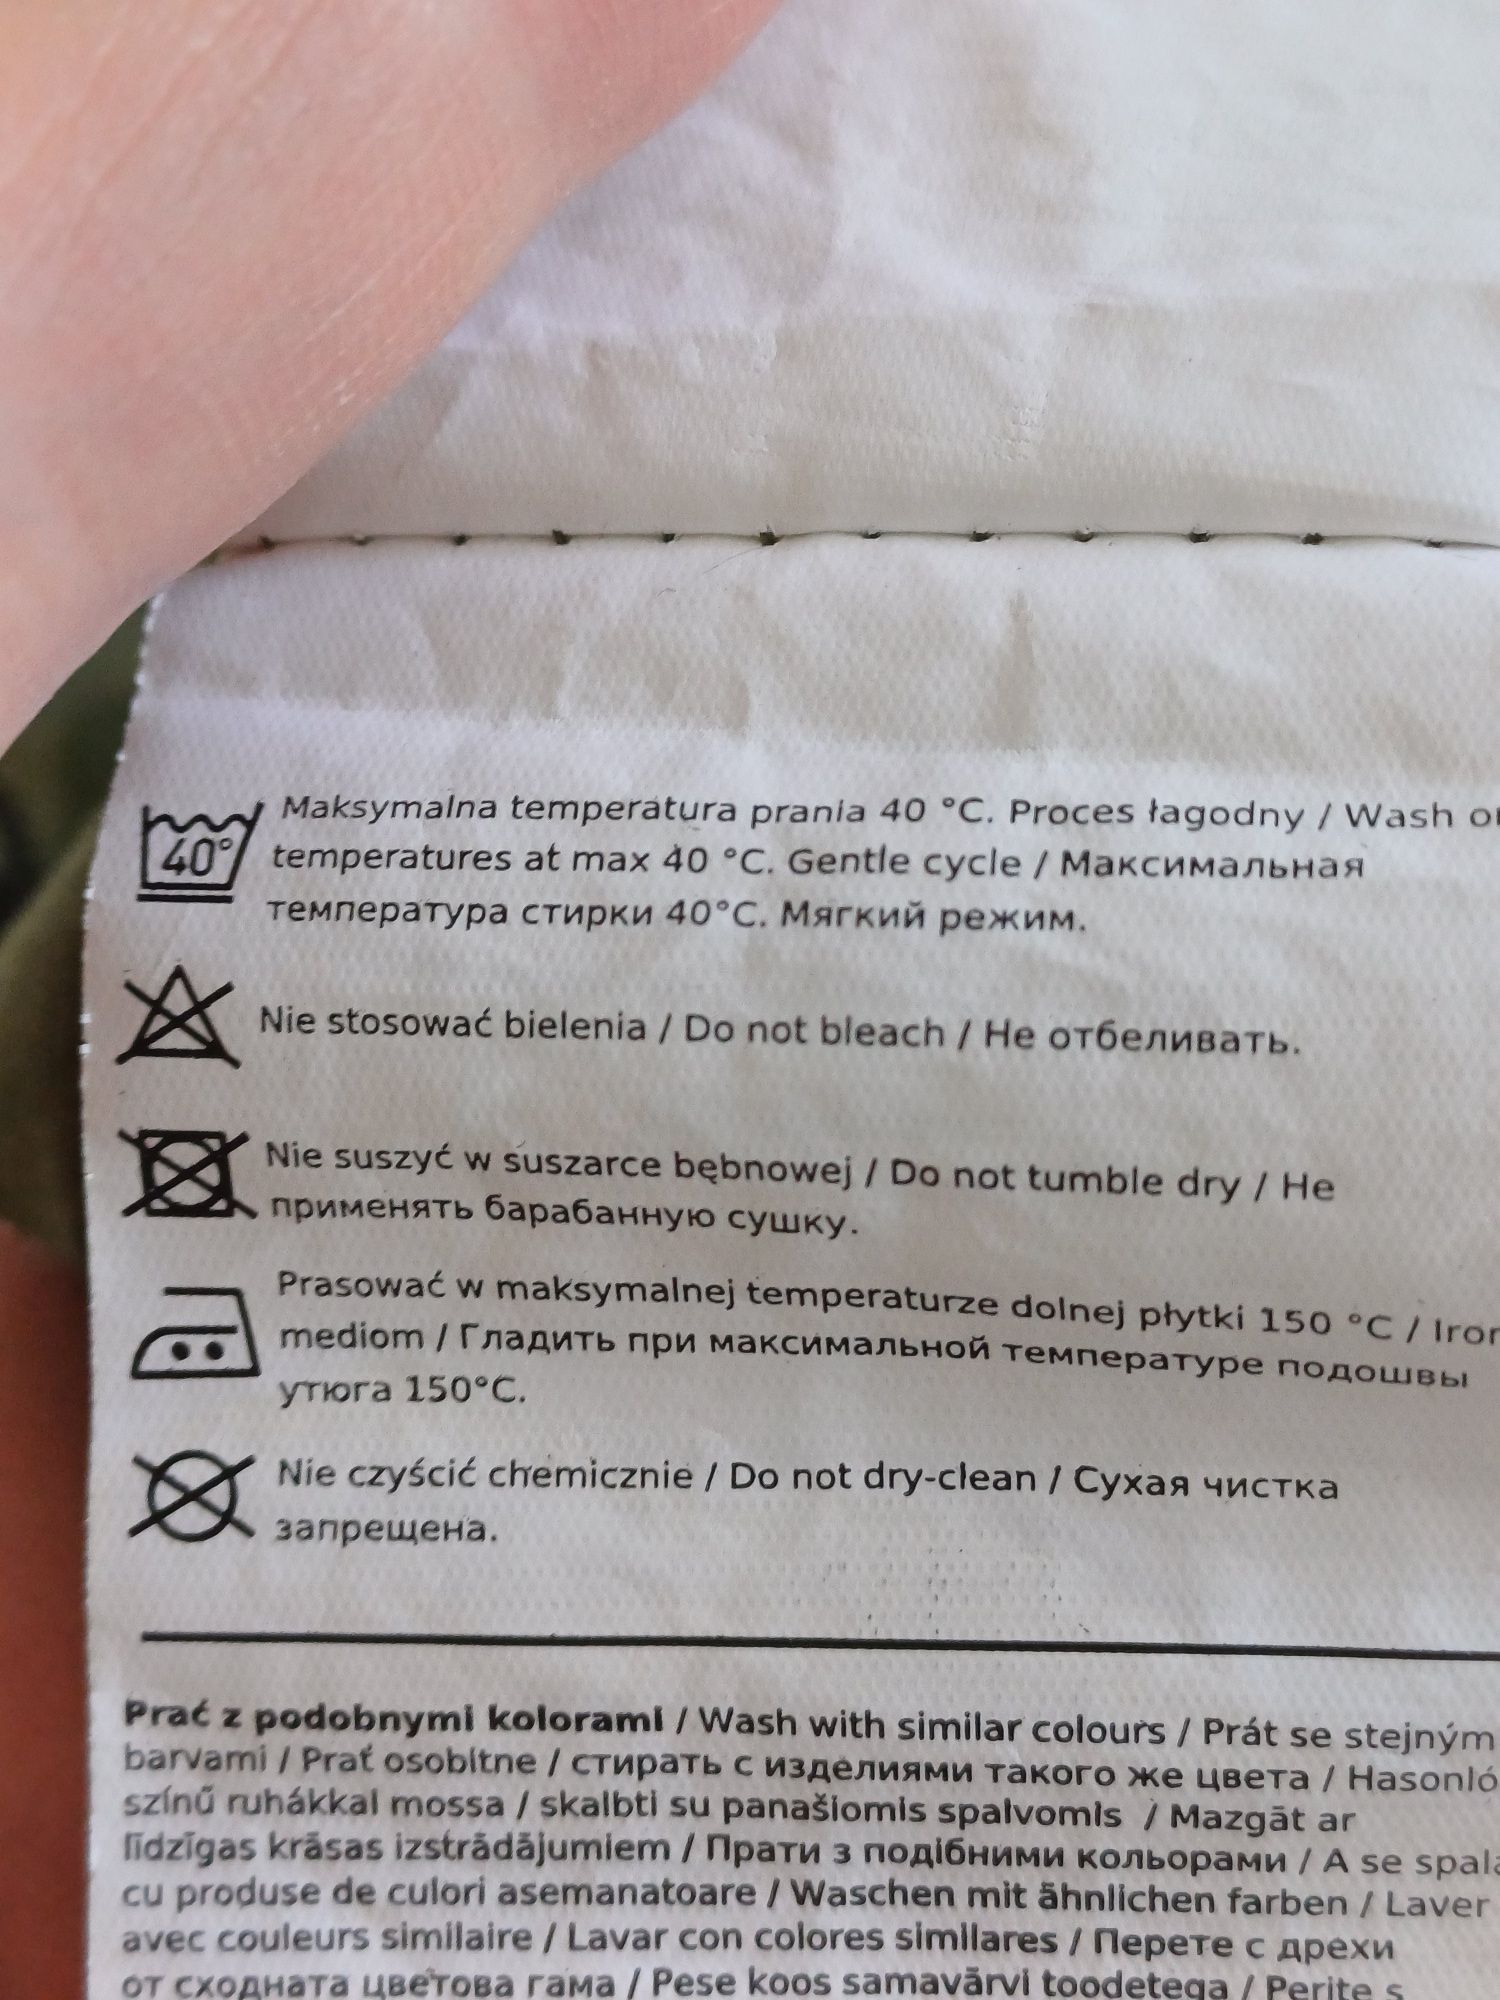 40°
Maksymalna temperatura prania 40 °C. Proces łagodny / Wash
temperatures at max 40 °C. Gentle cycle / Максимальная
температура стирки 40°C. Мягкий режим.
Nie stosować bielenia / Do not bleach / Не отбеливать.
Nie suszyć w suszarce bębnowej / Do not tumble dry / Не
применять барабанную сушку.
Prasować w maksymalnej temperaturze dolnej płytki 150 °C / Iron
mediom / Гладить при максимальной температуре подошвы
утюга 150°C.
Nie czyścić chemicznie / Do not dry-clean / Сухая чистка
запрещена.
Prać z podobnymi kolorami / Wash with similar colours / Prát se stejným
barvami / Prať osobitne / стирать с изделиями такого же цвета / Hasonló
színű ruhákkal mossa / skalbti su panašiomis spalvomis / Mazgāt ar
līdzīgas krāsas izstrādājumiem / Прати з подібними кольорами / A se spala
cu produse de culori asemanatoare / Waschen mit ähnlichen farben / Laver
avec couleurs similaire / Lavar con colores similares / Перете с дрехи
от сходната цветова гама / Pese koos samavärvi toodetega / Perite s